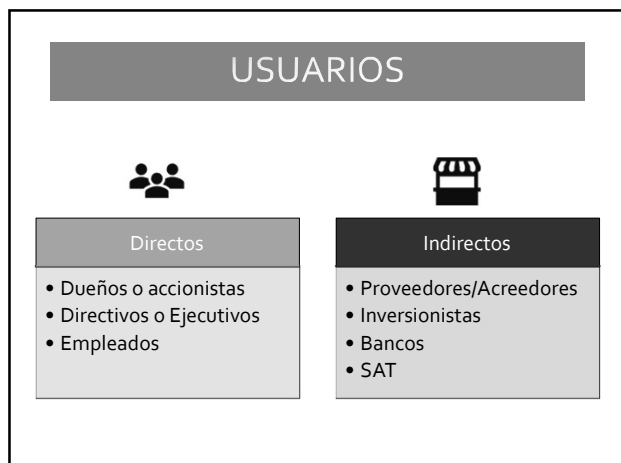 USUARIOS
Directos
• Dueños o accionistas
• Directivos o Ejecutivos
• Empleados
Indirectos
• Proveedores/Acreedores
• Inversionistas
• Bancos
• SAT